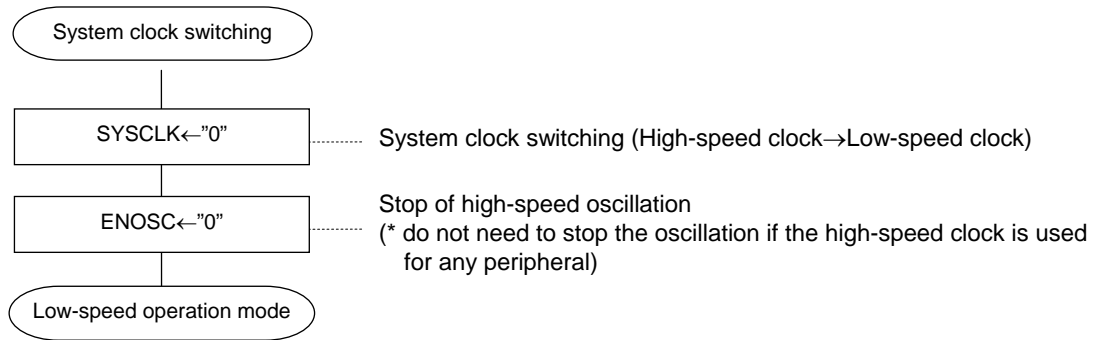 System clock switching
SYSCLK←”0”
System clock switching (High-speed clock→Low-speed clock)
ENOSC←”0”
Stop of high-speed oscillation
(* do not need to stop the oscillation if the high-speed clock is used
for any peripheral)
Low-speed operation mode